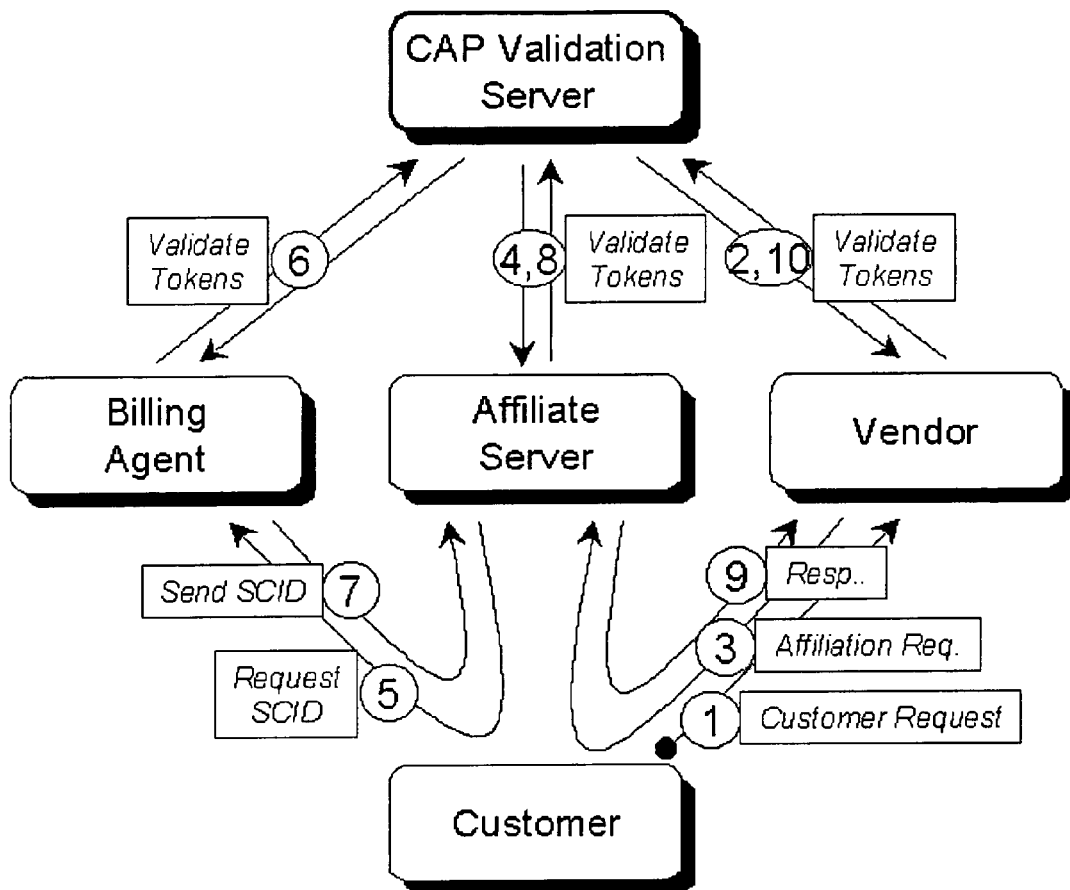 CAP Validation
Server
Validate
Tokens
6
4,8
Validate
Tokens
2,10
Validate
Tokens
Billing
Agent
Affiliate
Server
Vendor
Send SCID
7
9
Resp..
3
Affiliation Req.
Request
SCID
5
1
Customer Request
Customer